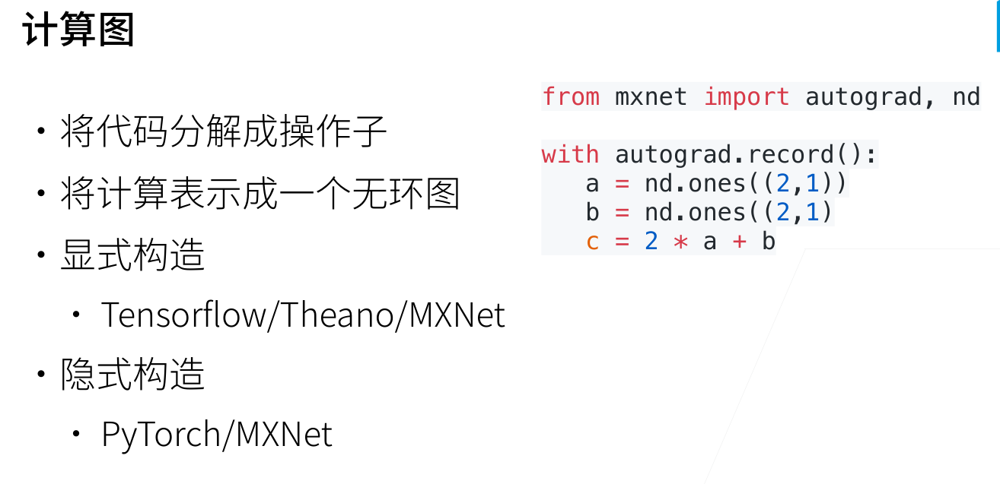 计算图
• 将代码分解成操作子
• 将计算表示成一个无环图
• 显式构造
• Tensorflow/Theano/MXNet
• 隐式构造
• PyTorch/MXNet
from mxnet import autograd, nd
with autograd.record():
a = nd.ones((2,1))
b = nd.ones((2,1)
c = 2 * a + b